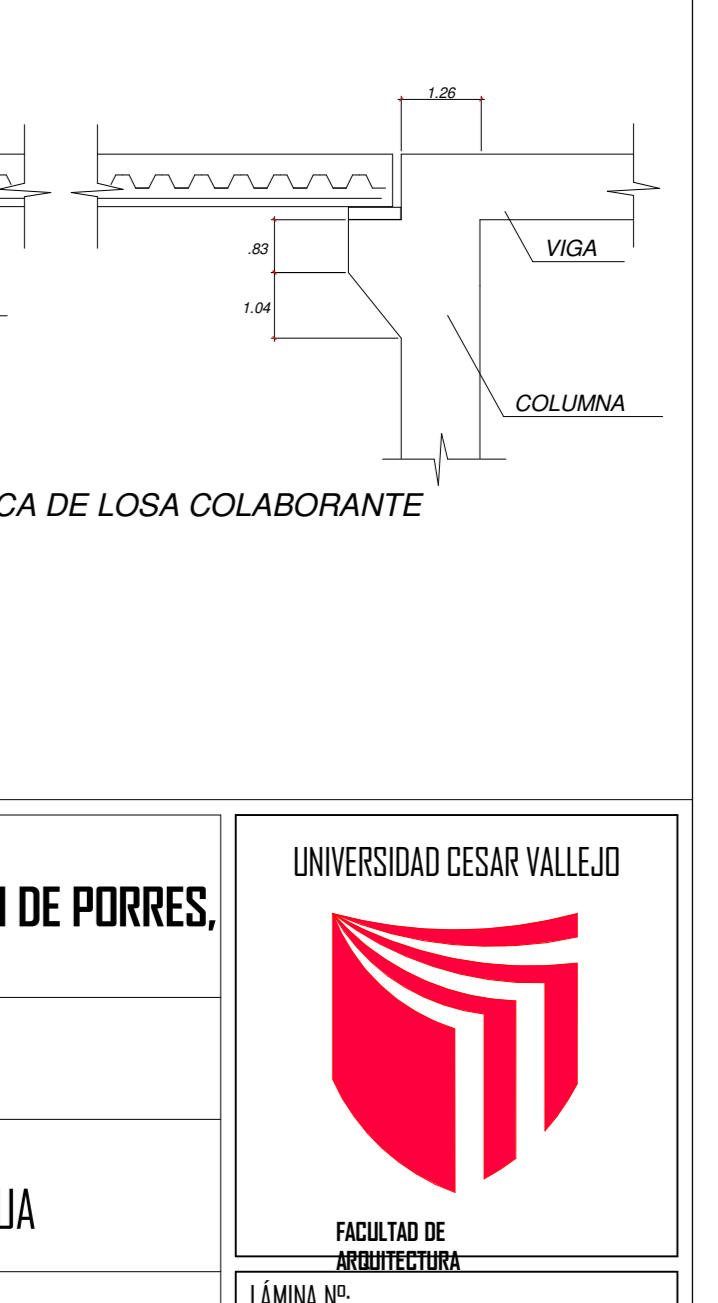 1.26
.83
VIGA
1.04
COLUMNA
CA DE LOSA COLABORANTE
UNIVERSIDAD CESAR VALLEJO
DE PORRES,
FACULTAD DE
ARQUITECTURA
LÁMINA Nº: